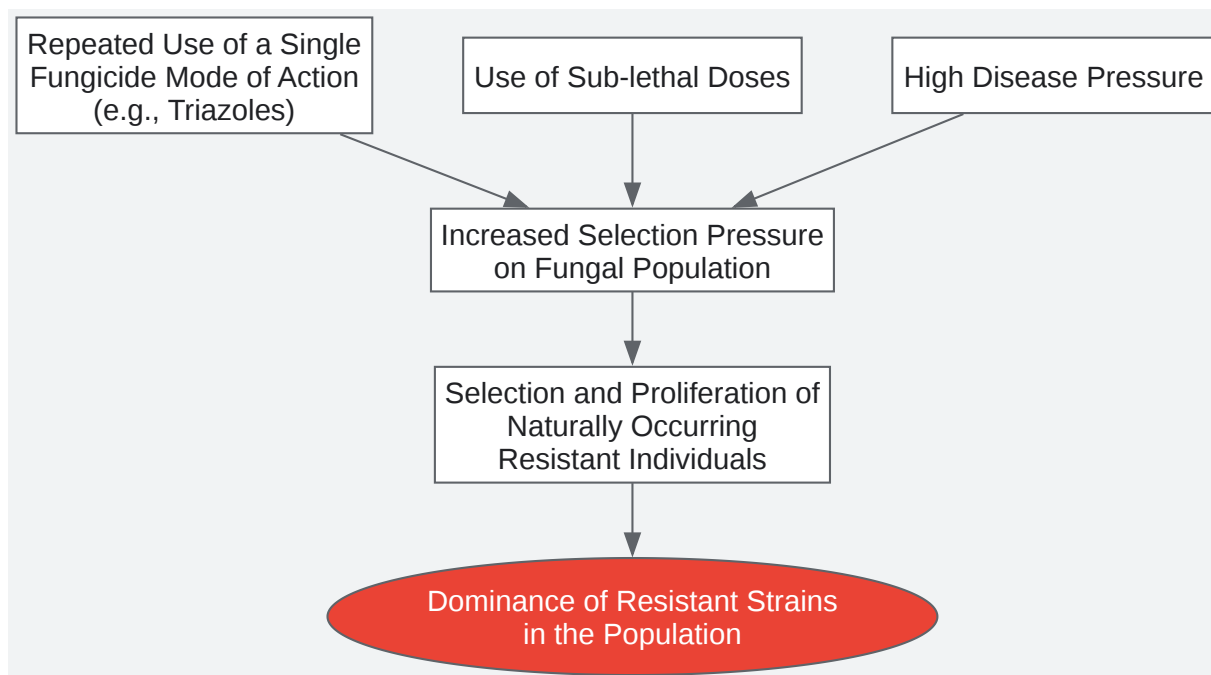 Repeated Use of a Single
Fungicide Mode of Action
(e.g., Triazoles)
Use of Sub-lethal Doses
High Disease Pressure
Increased Selection Pressure
on Fungal Population
Selection and Proliferation of
Naturally Occurring
Resistant Individuals
Dominance of Resistant Strains
in the Population